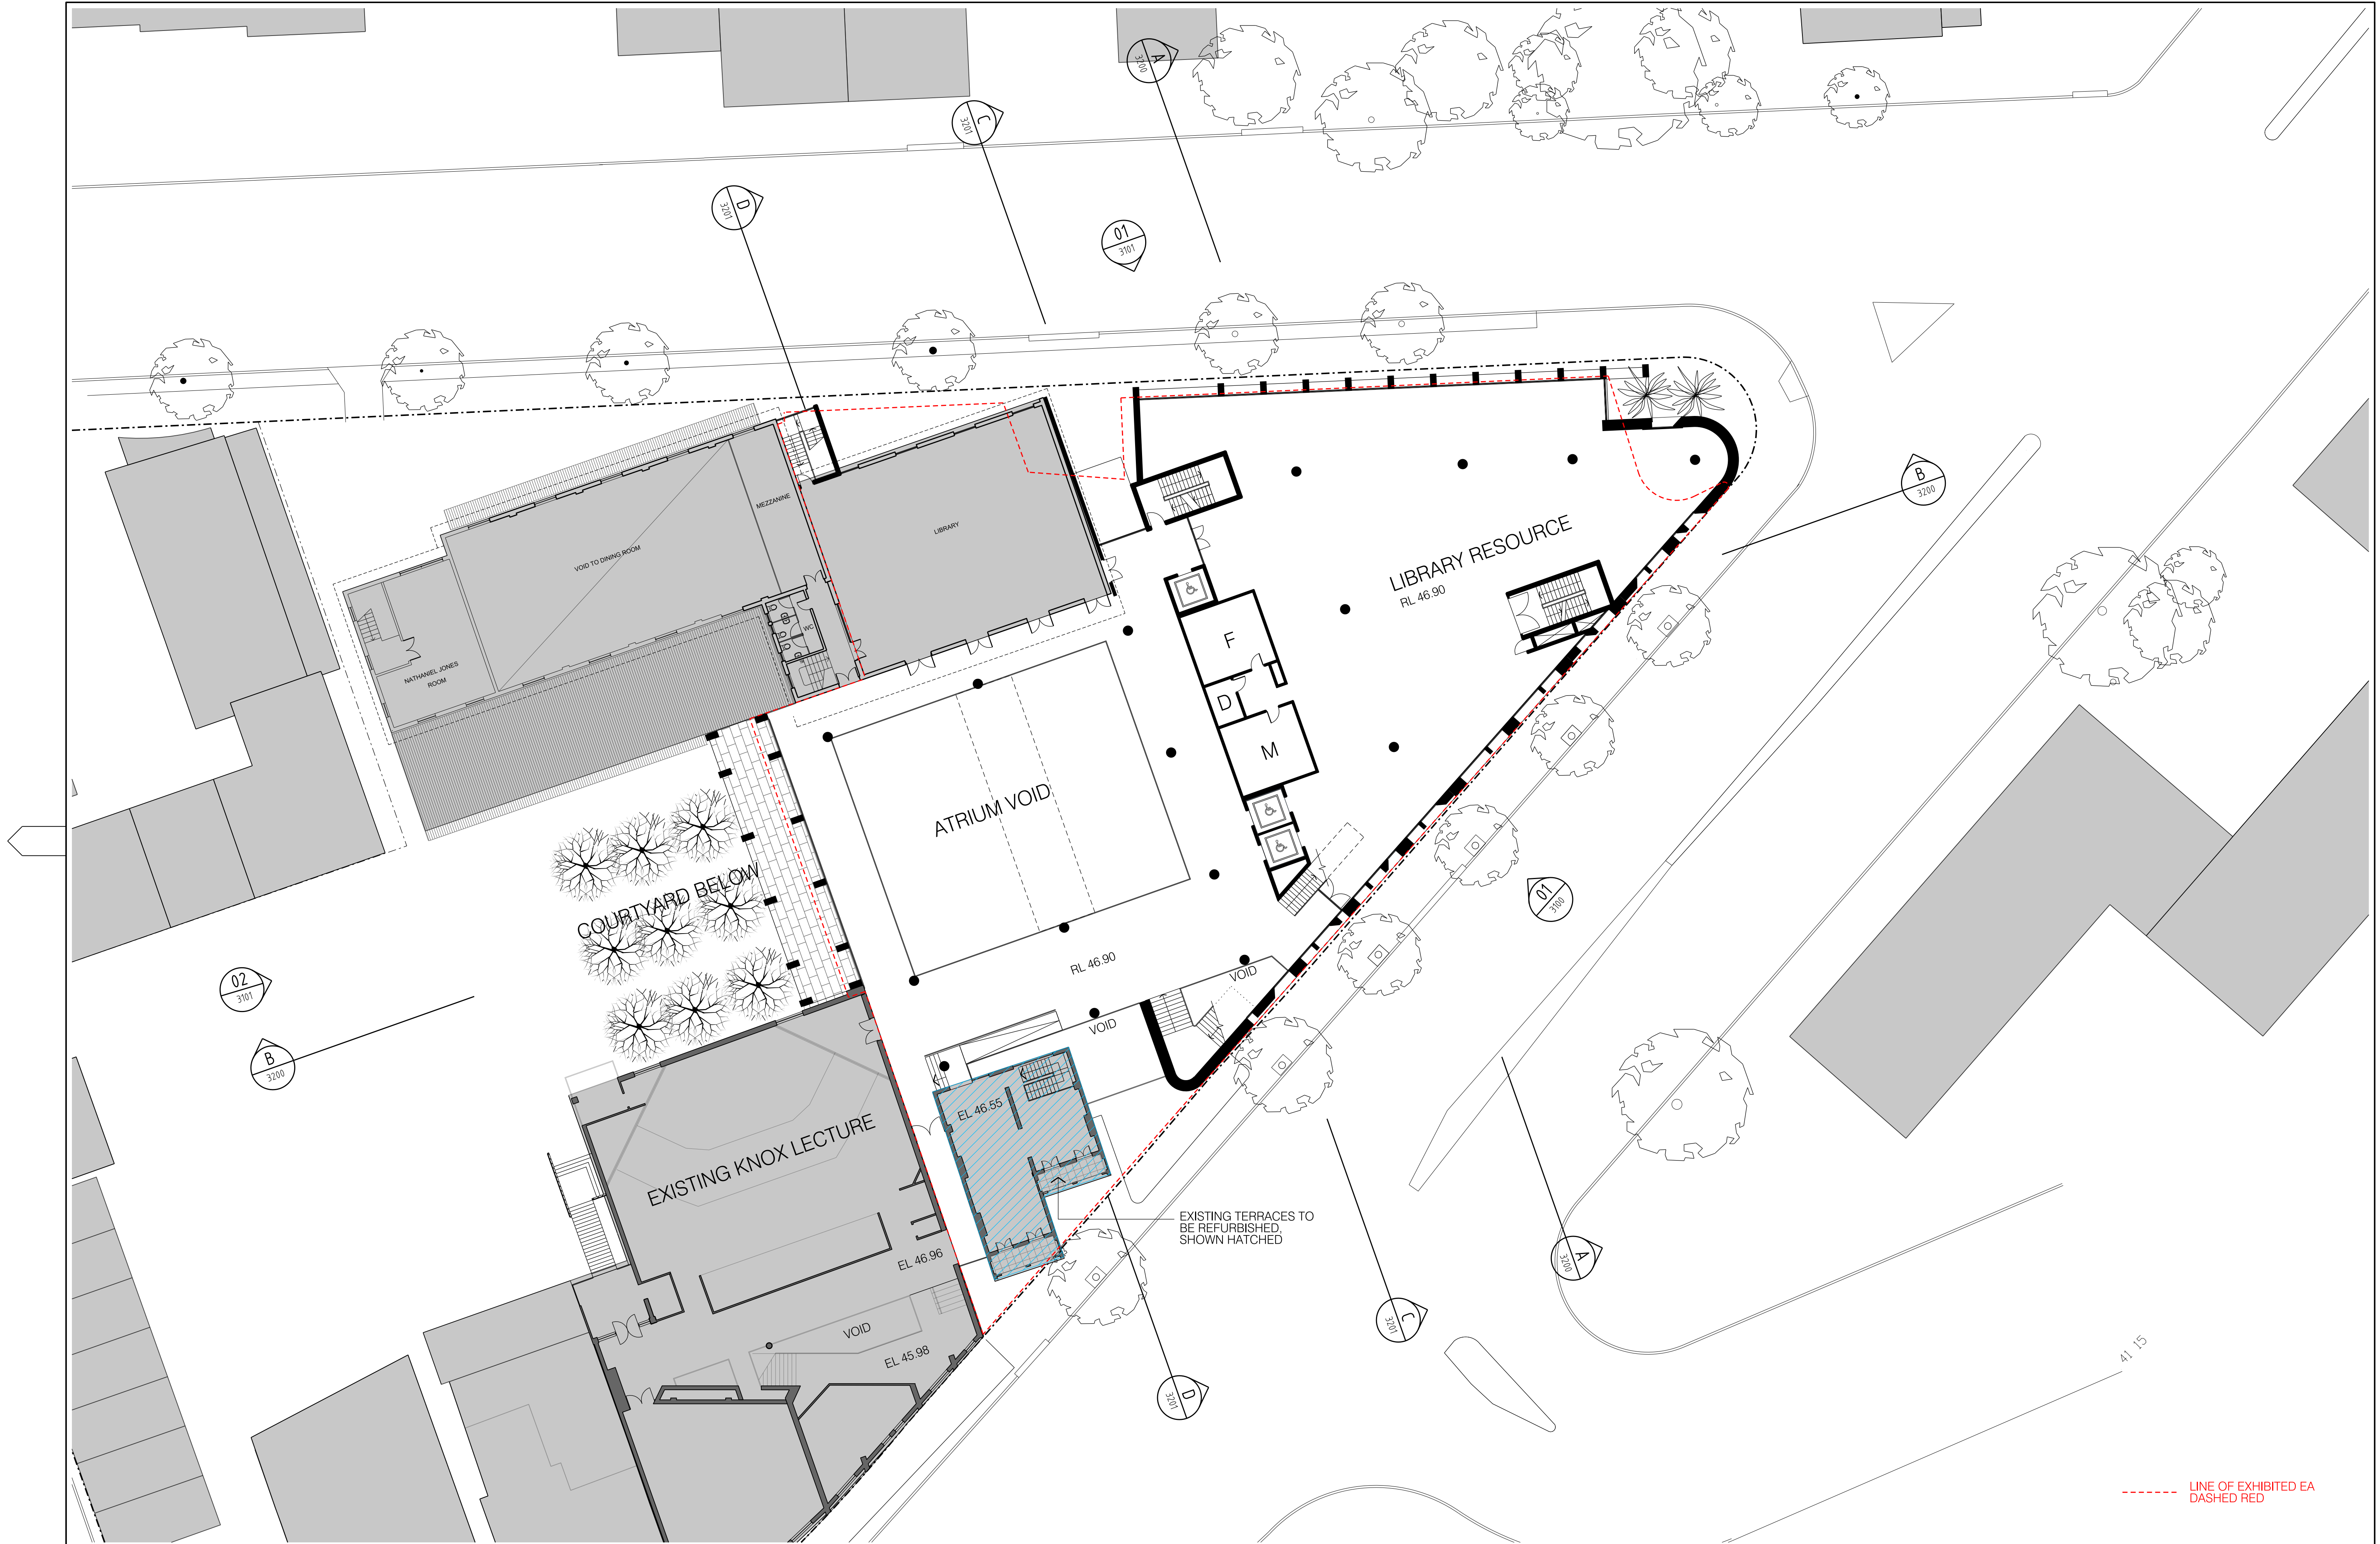 A
3200
C
3201
D
3201
01
3101
B
3200
MEZZANINE
LIBRARY
VOID TO DINING ROOM
LIBRARY RESOURCE
RL 46.90
WC
F
NATHANIEL JONES
ROOM
D
M
ATRIUM VOID
COURTYARD BELOW
01
3100
RL 46.90
VOID
02
3101
VOID
B
3200
EL 46.55
EXISTING KNOX LECTURE
EXISTING TERRACES TO
BE REFURBISHED,
SHOWN HATCHED
EL 46.96
A
3200
C
3201
VOID
EL 45.98
D
3201
41 15
LINE OF EXHIBITED EA
DASHED RED